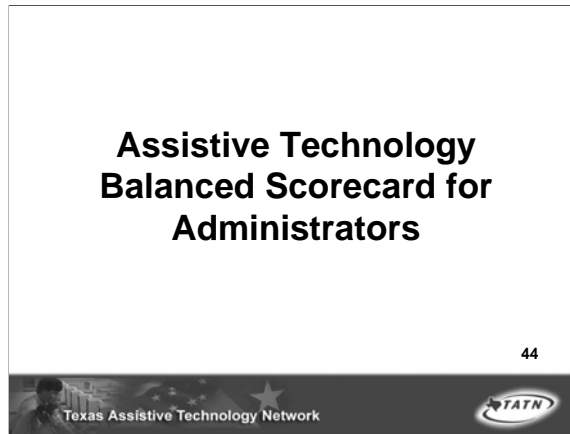 Assistive Technology
Balanced Scorecard for
Administrators
44
Texas Assistive Technology Network
TATN